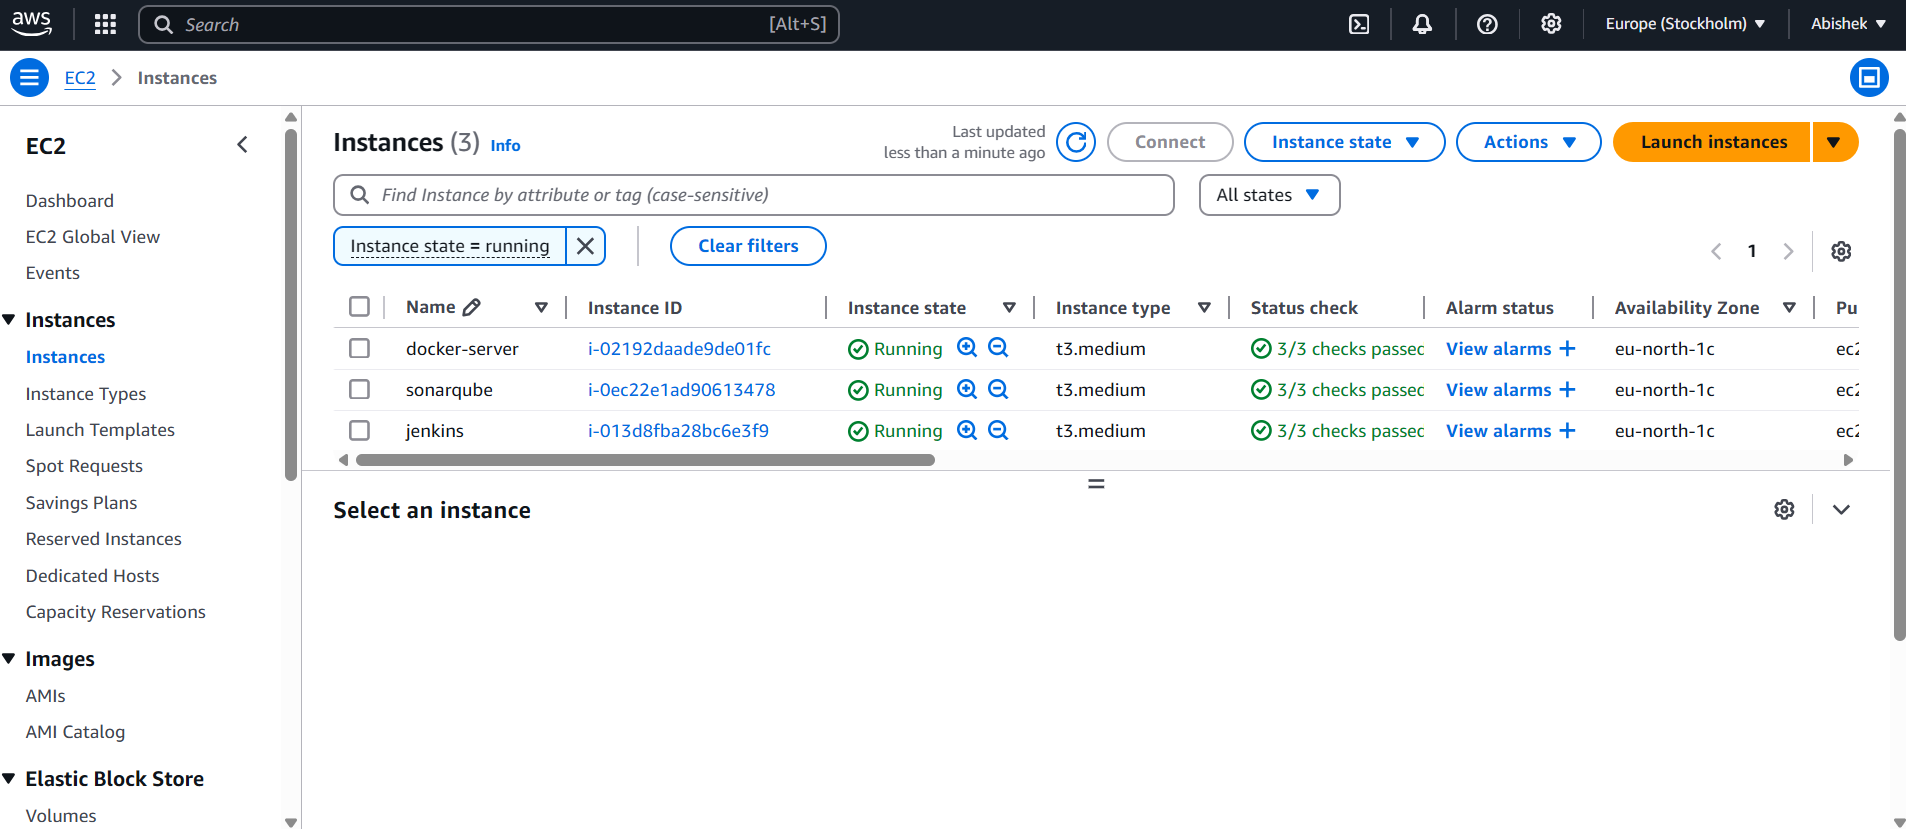 aws
Search [Alt+S] Europe (Stockholm) Abishek
EC2 Instances
EC2
Dashboard
EC2 Global View
Events
Instances
Instances
Instance Types
Launch Templates
Spot Requests
Savings Plans
Reserved Instances
Dedicated Hosts
Capacity Reservations
Images
AMIs
AMI Catalog
Elastic Block Store
Volumes
Instances (3) Info
Last updated
less than a minute ago
Connect Instance state Actions Launch instances
Find Instance by attribute or tag (case-sensitive) All states
Instance state = running Clear filters 1
Name Instance ID Instance state Instance type Status check Alarm status Availability Zone Pu
docker-server i-02192daade9de01fc Running t3.medium 3/3 checks passed View alarms + eu-north-1c ec2
sonarqube i-0ec22e1ad90613478 Running t3.medium 3/3 checks passed View alarms + eu-north-1c ec2
jenkins i-013d8fba28bc6e3f9 Running t3.medium 3/3 checks passed View alarms + eu-north-1c ec2
Select an instance